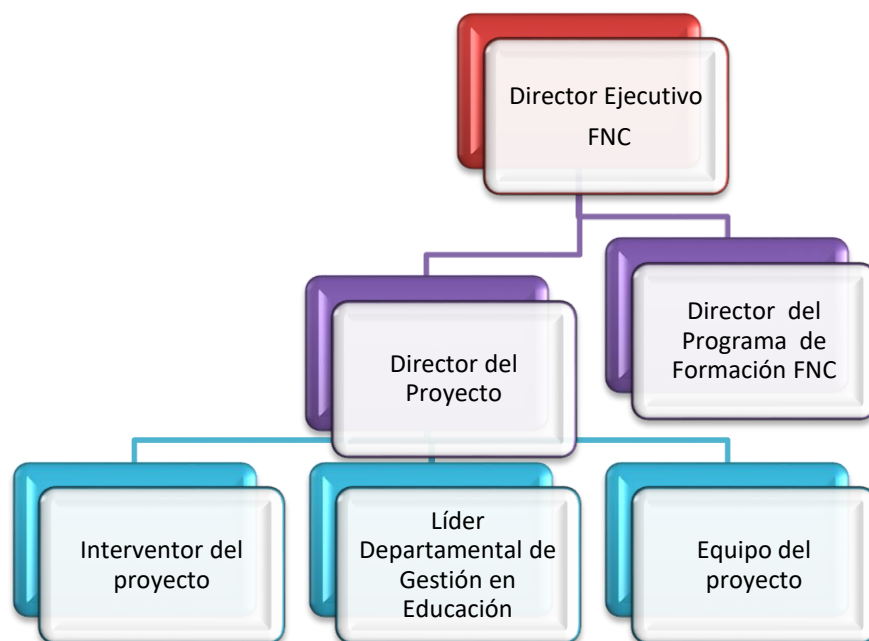 Director Ejecutivo
FNC
Director del
Programa de
Formación FNC
Director del
Proyecto
Interventor del
proyecto
Líder
Departamental de
Gestión en
Educación
Equipo del
proyecto